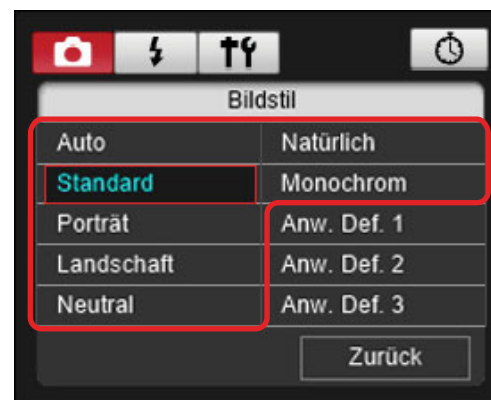 Bildstil
Auto Natürlich
Standard Monochrom
Porträt Anw. Def. 1
Landschaft Anw. Def. 2
Neutral Anw. Def. 3
Zurück